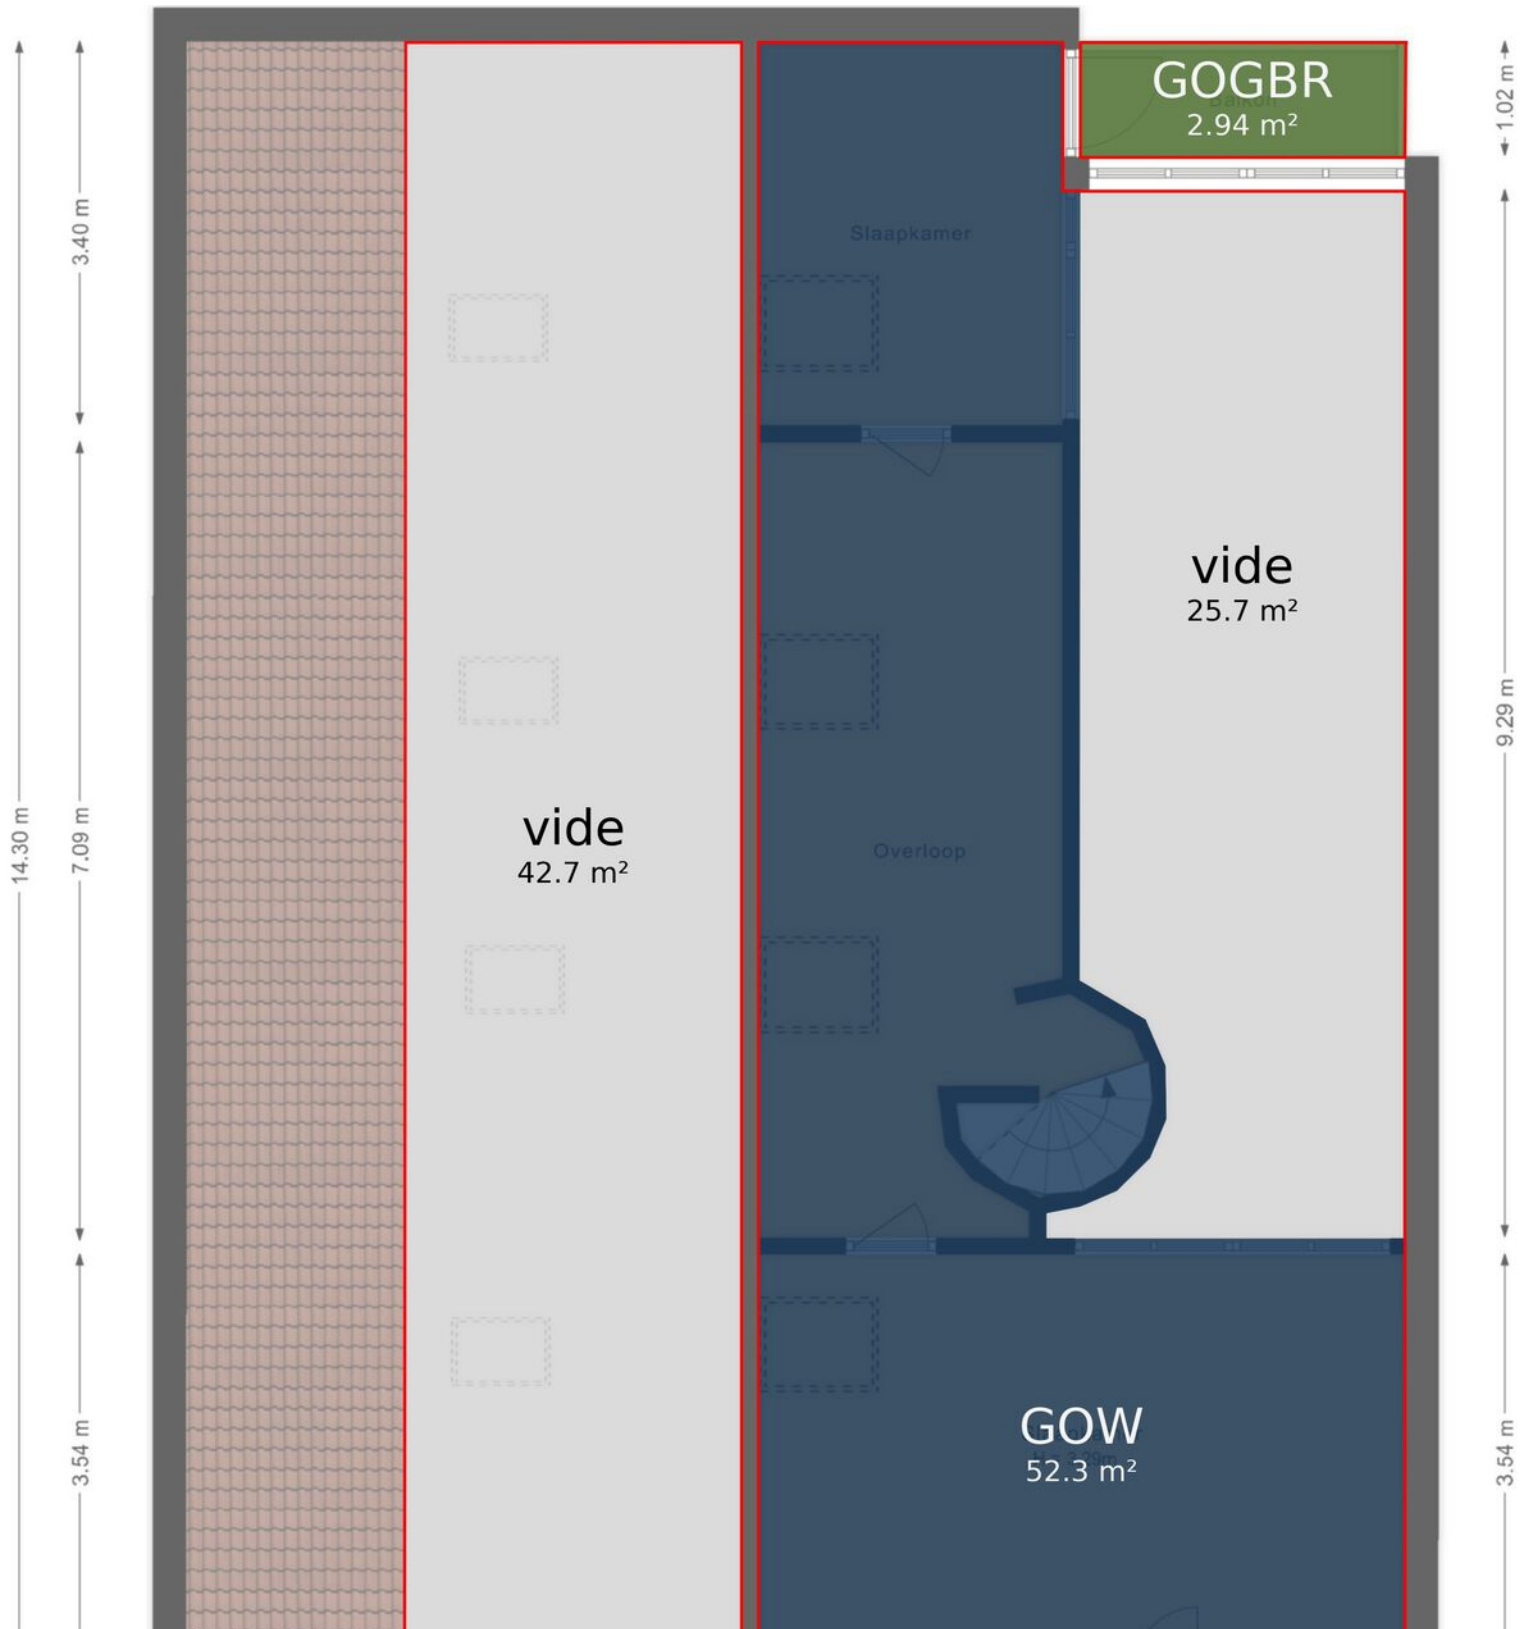 GOGBR
Balkon
2.94 m²
1.02 m
3.40 m
Slaapkamer
vide
25.7 m²
9.29 m
14.30 m
7.09 m
vide
42.7 m²
Overloop
GOW
52.3 m²
3.54 m
3.54 m